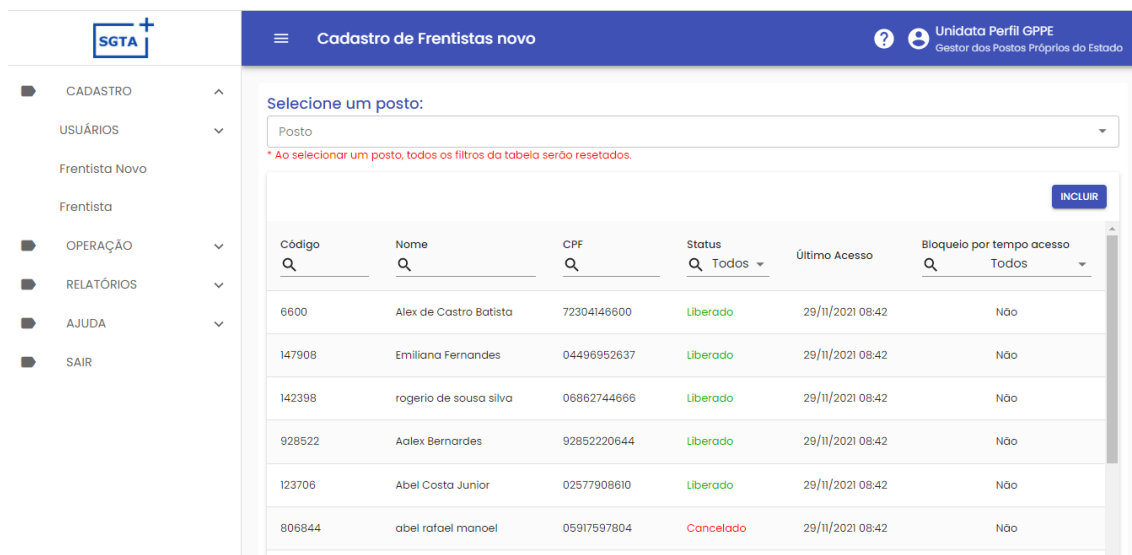 SGTA
Cadastro de Frentistas novo
?
Unidata Perfil GPPE
Gestor dos Postos Próprios do Estado
CADASTRO
USUÁRIOS
Frentista Novo
Frentista
OPERAÇÃO
RELATÓRIOS
AJUDA
SAIR
Selecione um posto:
Posto
* Ao selecionar um posto, todos os filtros da tabela serão resetados.
INCLUIR
Código Nome CPF Status Último Acesso Bloqueio por tempo acesso
Todos Todos
6600 Alex de Castro Batista 72304146600 Liberado 29/11/2021 08:42 Não
147908 Emiliana Fernandes 04496952637 Liberado 29/11/2021 08:42 Não
142398 rogerio de sousa silva 06862744666 Liberado 29/11/2021 08:42 Não
928522 Aalex Bernardes 92852220644 Liberado 29/11/2021 08:42 Não
123706 Abel Costa Junior 02577908610 Liberado 29/11/2021 08:42 Não
806844 abel rafael manoel 05917597804 Cancelado 29/11/2021 08:42 Não